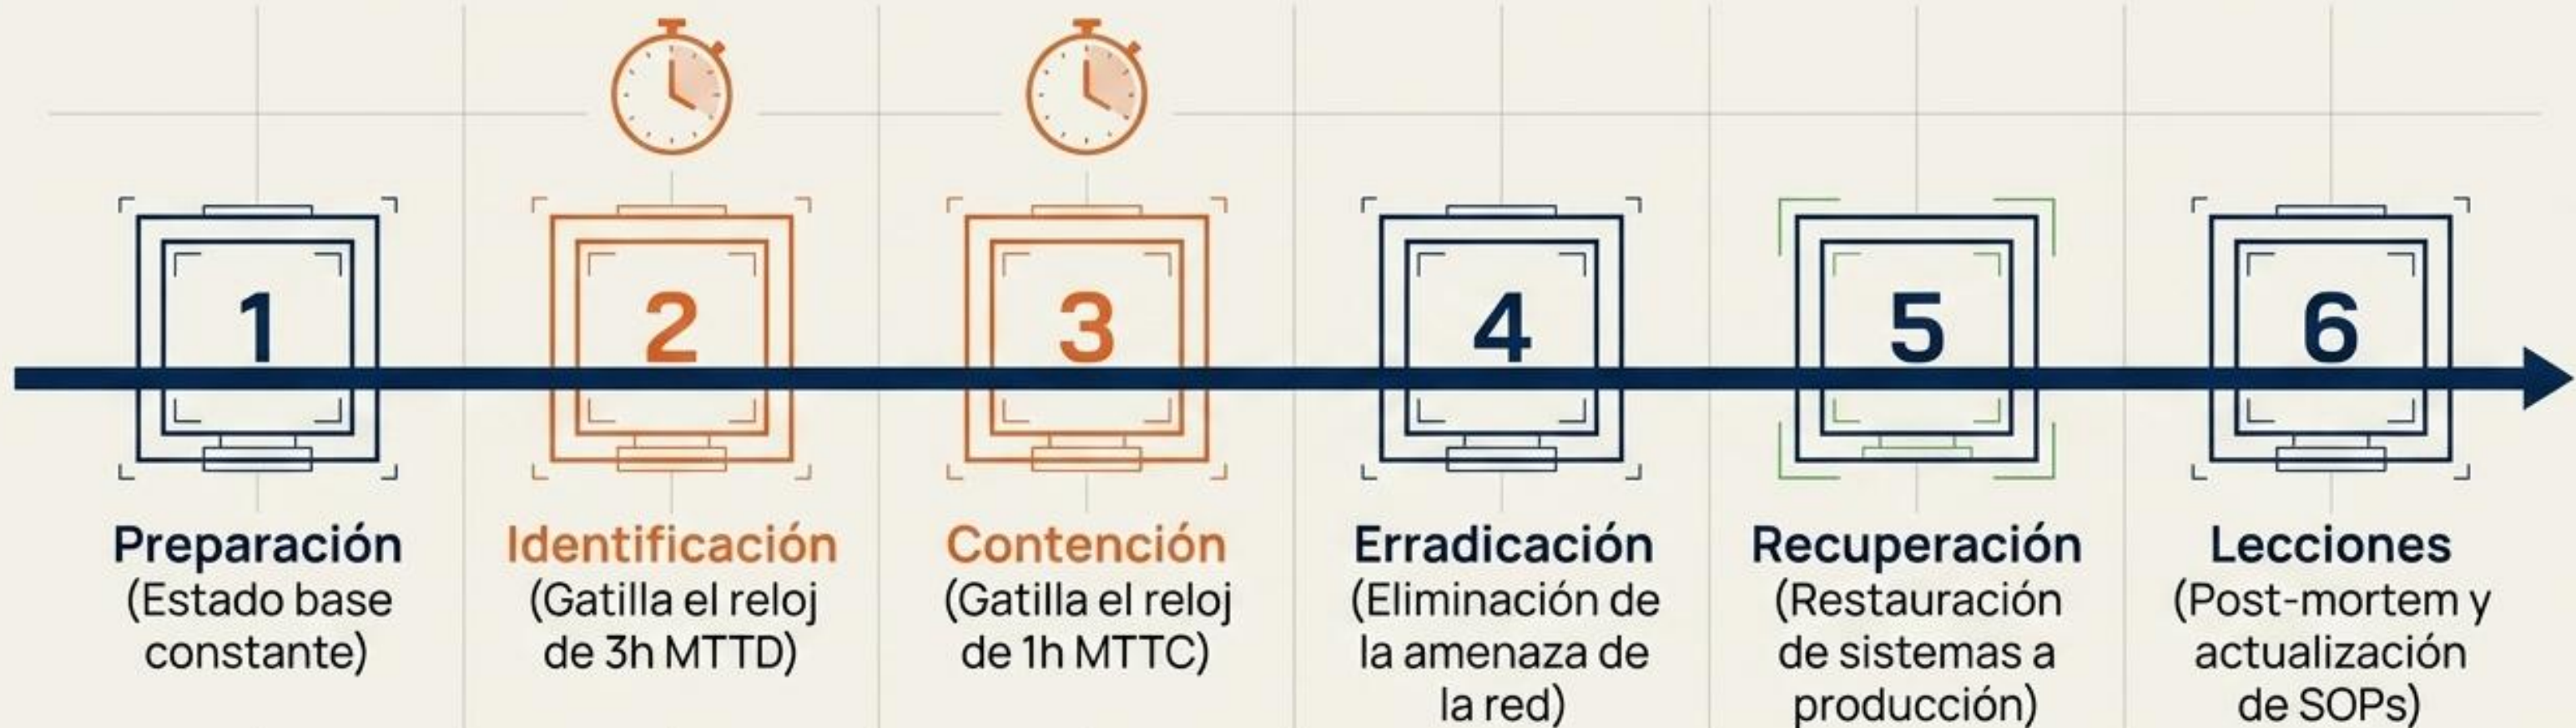 1
2
3
4
5
6
Preparación
(Estado base
constante)
Identificación
(Gatilla el reloj
de 3h MTTD)
Contención
(Gatilla el reloj
de 1h MTTC)
Erradicación
(Eliminación de
la amenaza de
la red)
Recuperación
(Restauración
de sistemas a
producción)
Lecciones
(Post-mortem y
actualización
de SOPs)